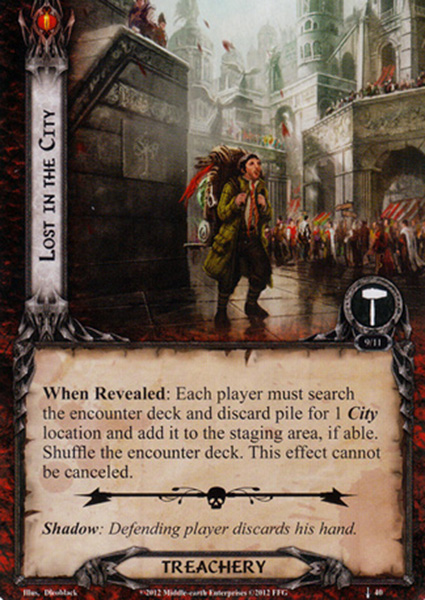 LOST IN THE CITY
9/11
When Revealed: Each player must search
the encounter deck and discard pile for 1 City
location and add it to the staging area, if able.
Shuffle the encounter deck. This effect cannot
be canceled.
Shadow: Defending player discards his hand.
TREACHERY
Illus. Dleoblack
©2012 Middle-earth Enterprises ©2012 FFG
40